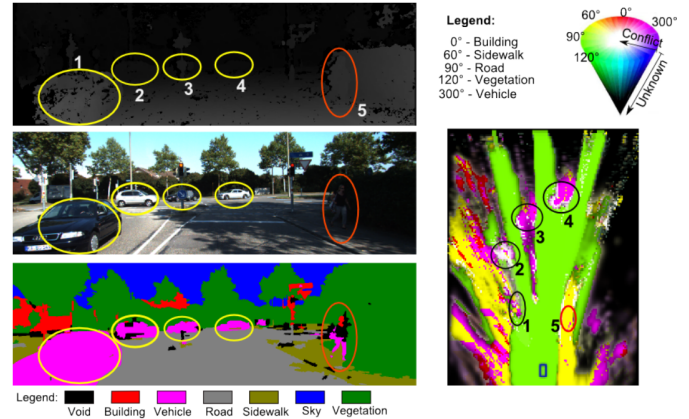 1
2
3
4
5
Legend:
0° - Building
60° - Sidewalk
90° - Road
120° - Vegetation
300° - Vehicle
0°
60°
300°
90°
120°
Conflict
Unknown
1
2
3
4
5
Legend:
Void
Building
Vehicle
Road
Sidewalk
Sky
Vegetation